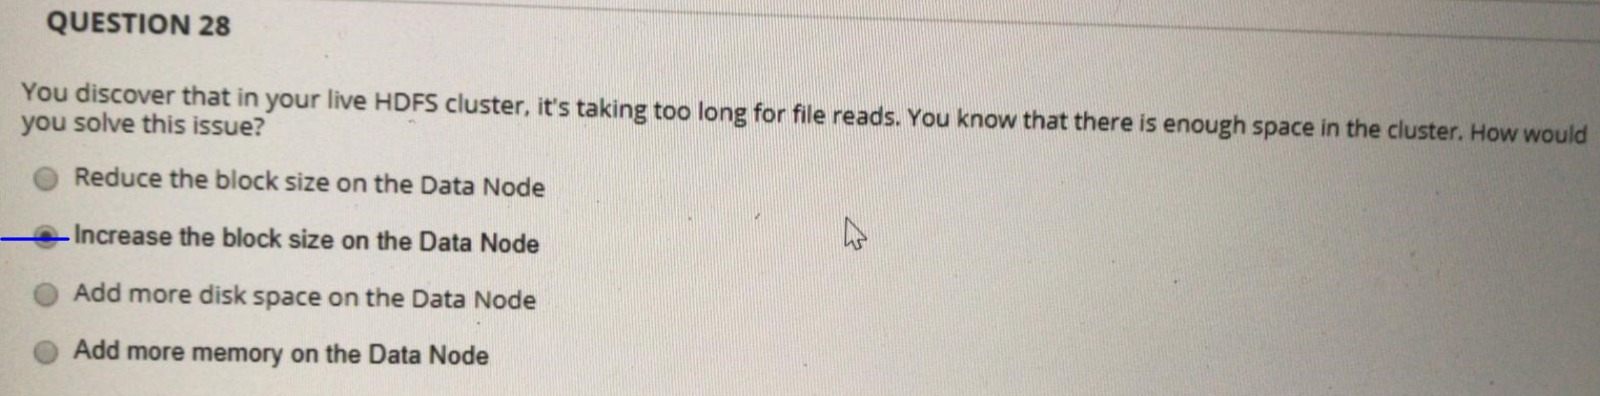 QUESTION 28
You discover that in your live HDFS cluster, it's taking too long for file reads. You know that there is enough space in the cluster. How would
you solve this issue?
Reduce the block size on the Data Node
Increase the block size on the Data Node
Add more disk space on the Data Node
Add more memory on the Data Node